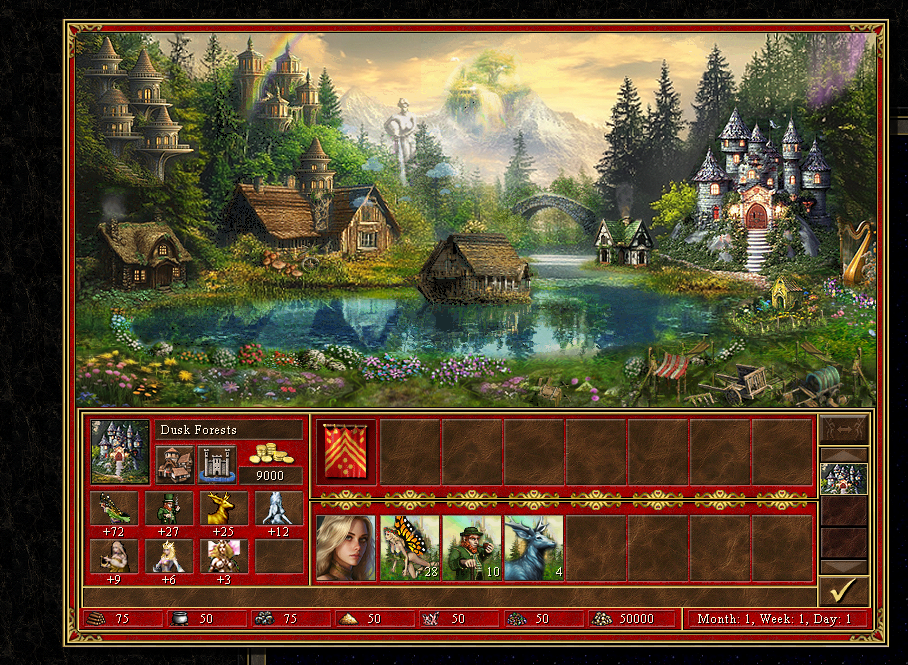 Dusk Forests
9000
+72 +27 +25 +12
+9 +6 +3
28 10 4
75 50 75 50 50 50 50000 Month: 1, Week: 1, Day: 1